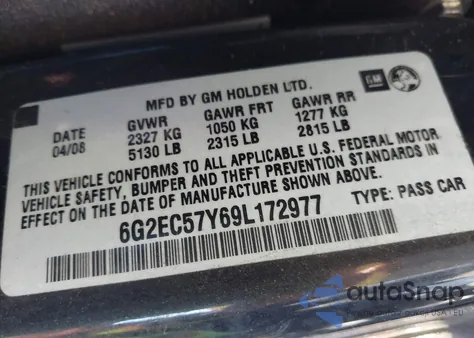 MFD BY GM HOLDEN LTD.
GM
DATE GVWR GAWR FRT GAWR RR
04/08 2327 KG 1050 KG 1277 KG
5130 LB 2315 LB 2815 LB
THIS VEHICLE CONFORMS TO ALL APPLICABLE U.S. FEDERAL MOTOR
VEHICLE SAFETY, BUMPER AND THEFT PREVENTION STANDARDS IN
EFFECT ON THE DATE OF MANUFACTURE SHOWN ABOVE.
6G2EC57Y69L172977 TYPE: PASS CAR
autoSnap